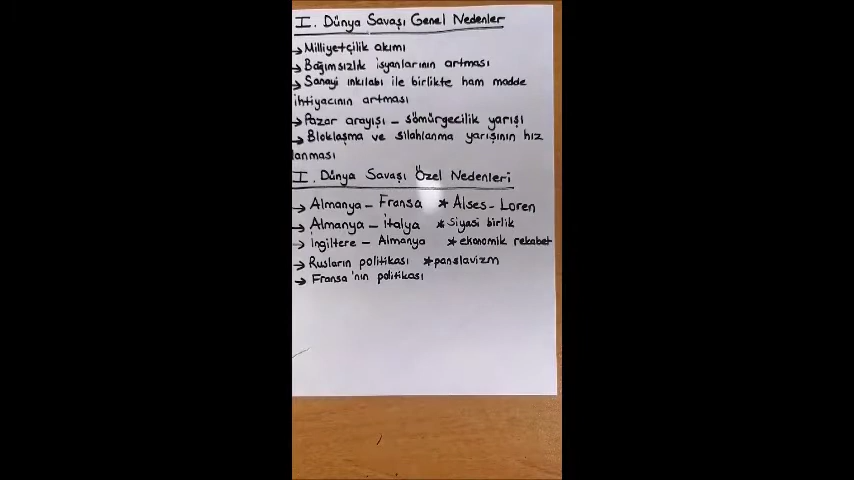 I. Dünya Savaşı Genel Nedenler
→ Milliyetçilik akımı
→ Bağımsızlık isyanlarının artması
→ Sanayi inkılabı ile birlikte ham madde
ihtiyacının artması
→ Pazar arayışı – sömürgecilik yarışı
→ Bloklaşma ve silahlanma yarışının hız
lanması
I. Dünya Savaşı Özel Nedenleri
→ Almanya – Fransa * Alses – Loren
→ Almanya – İtalya * siyasi birlik
→ İngiltere – Almanya * ekonomik rekabet
→ Rusların politikası * panslavizm
→ Fransa'nın politikası